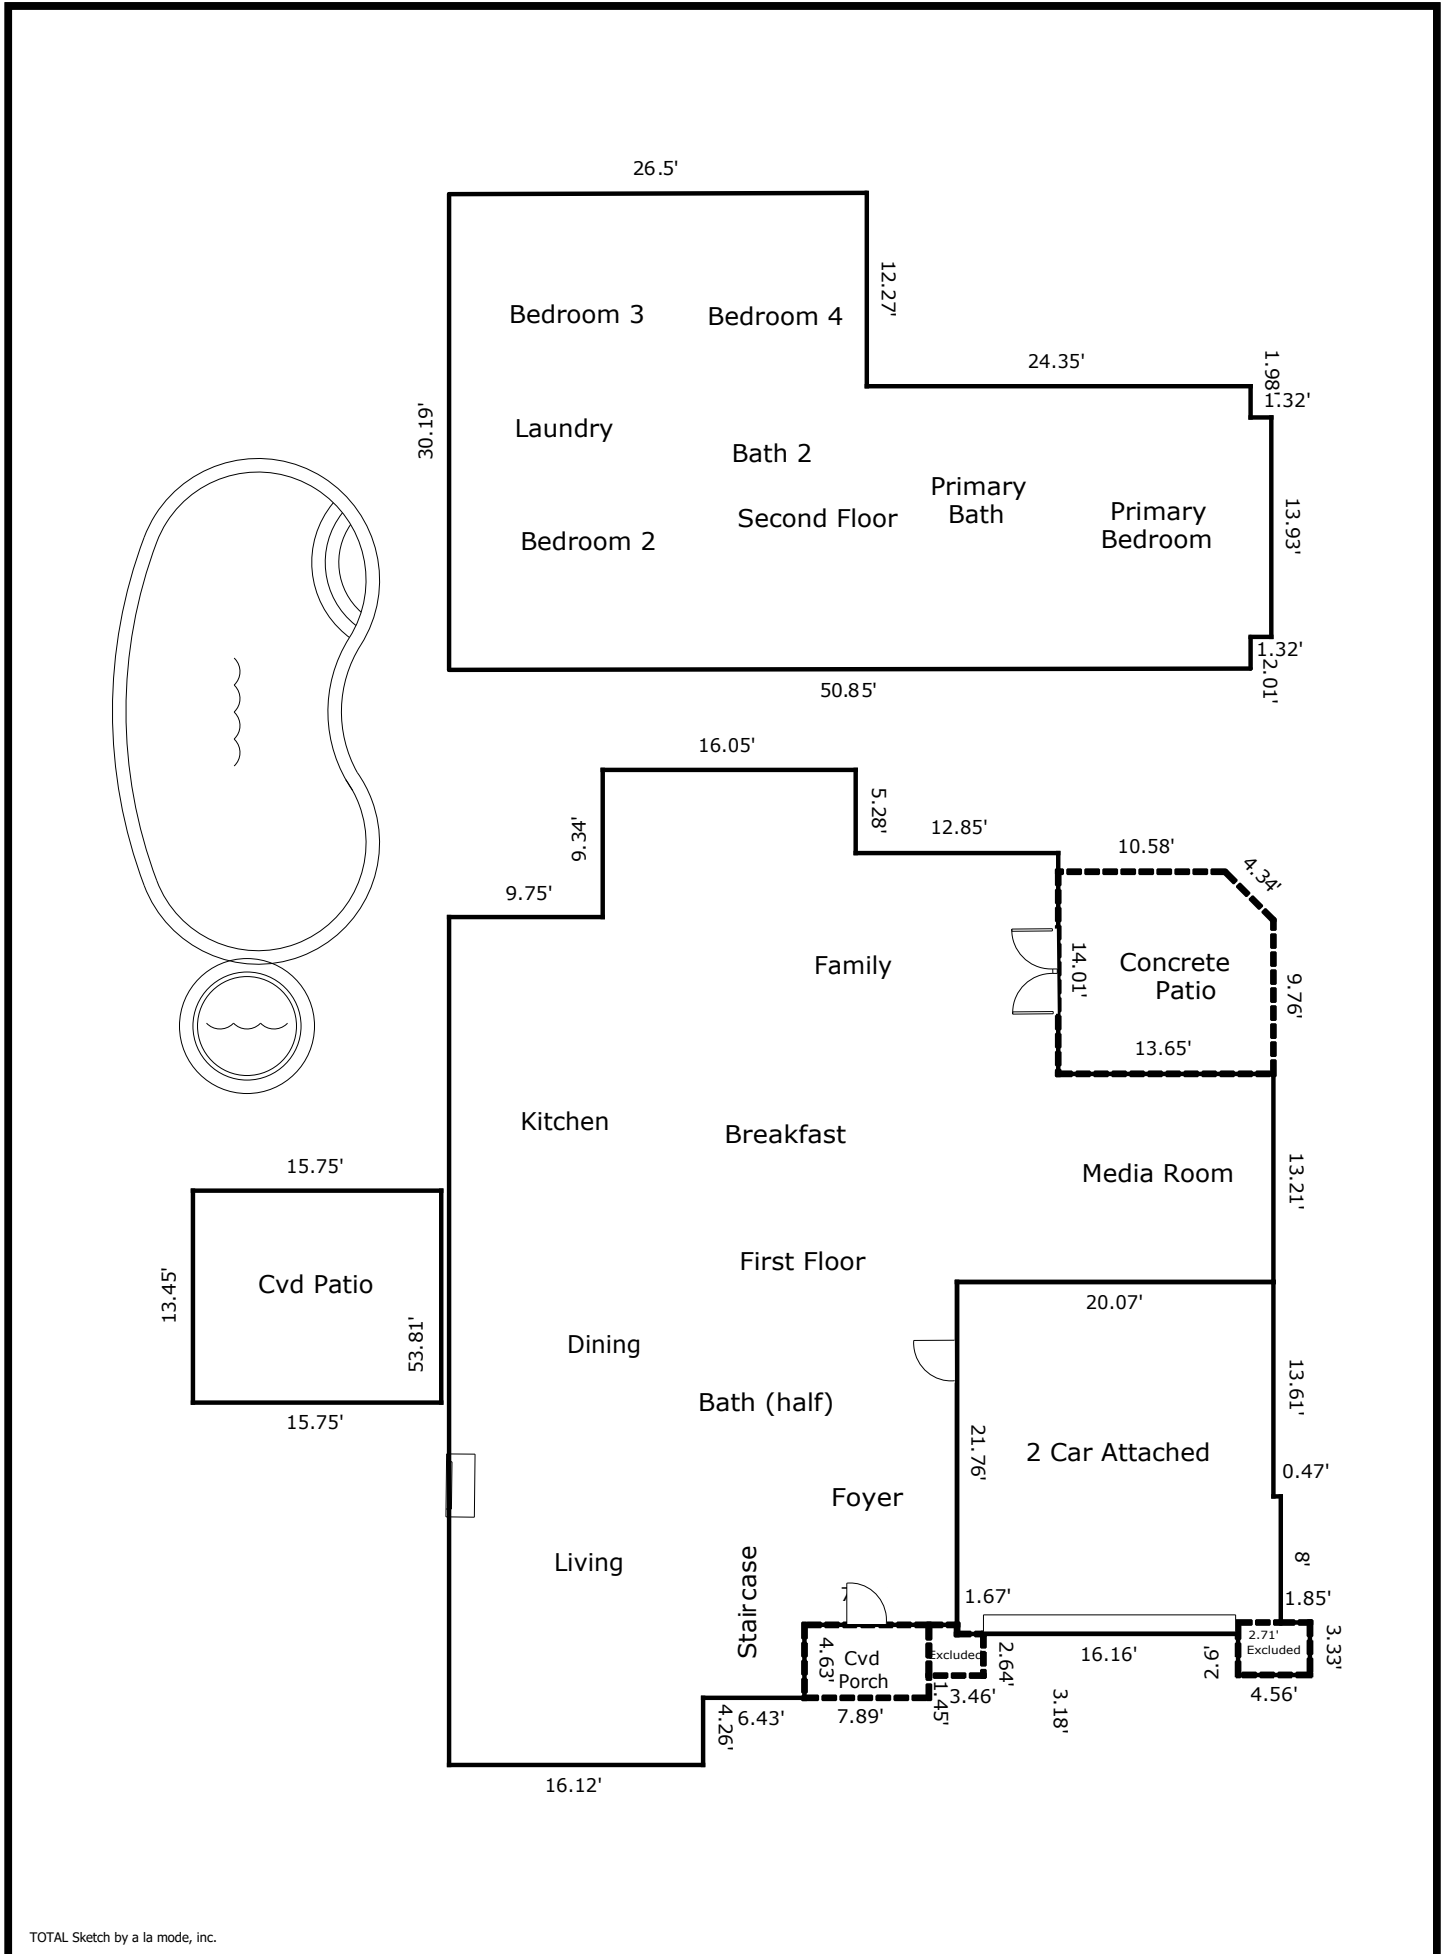 26.5'
12.27'
Bedroom 3
Bedroom 4
24.35'
1.98'
1.32'
30.19'
Laundry
Bath 2
Primary
Bath
Second Floor
Primary
Bedroom
13.93'
Bedroom 2
1.32'
2.01'
50.85'
16.05'
5.28'
9.34'
12.85'
10.58'
4.34'
9.75'
Family
14.01'
Concrete
Patio
9.76'
13.65'
Kitchen
Breakfast
15.75'
Media Room
13.21'
First Floor
Cvd Patio
13.45'
20.07'
53.81'
Dining
13.61'
Bath (half)
15.75'
21.76'
2 Car Attached
0.47'
Foyer
Living
Staircase
8'
1.67'
1.85'
4.63'
Cvd
Porch
Excluded
2.64'
16.16'
2.6'
2.71'
Excluded
3.33'
1.45'
3.46'
4.56'
4.26'
6.43'
7.89'
3.18'
16.12'
TOTAL Sketch by a la mode, inc.